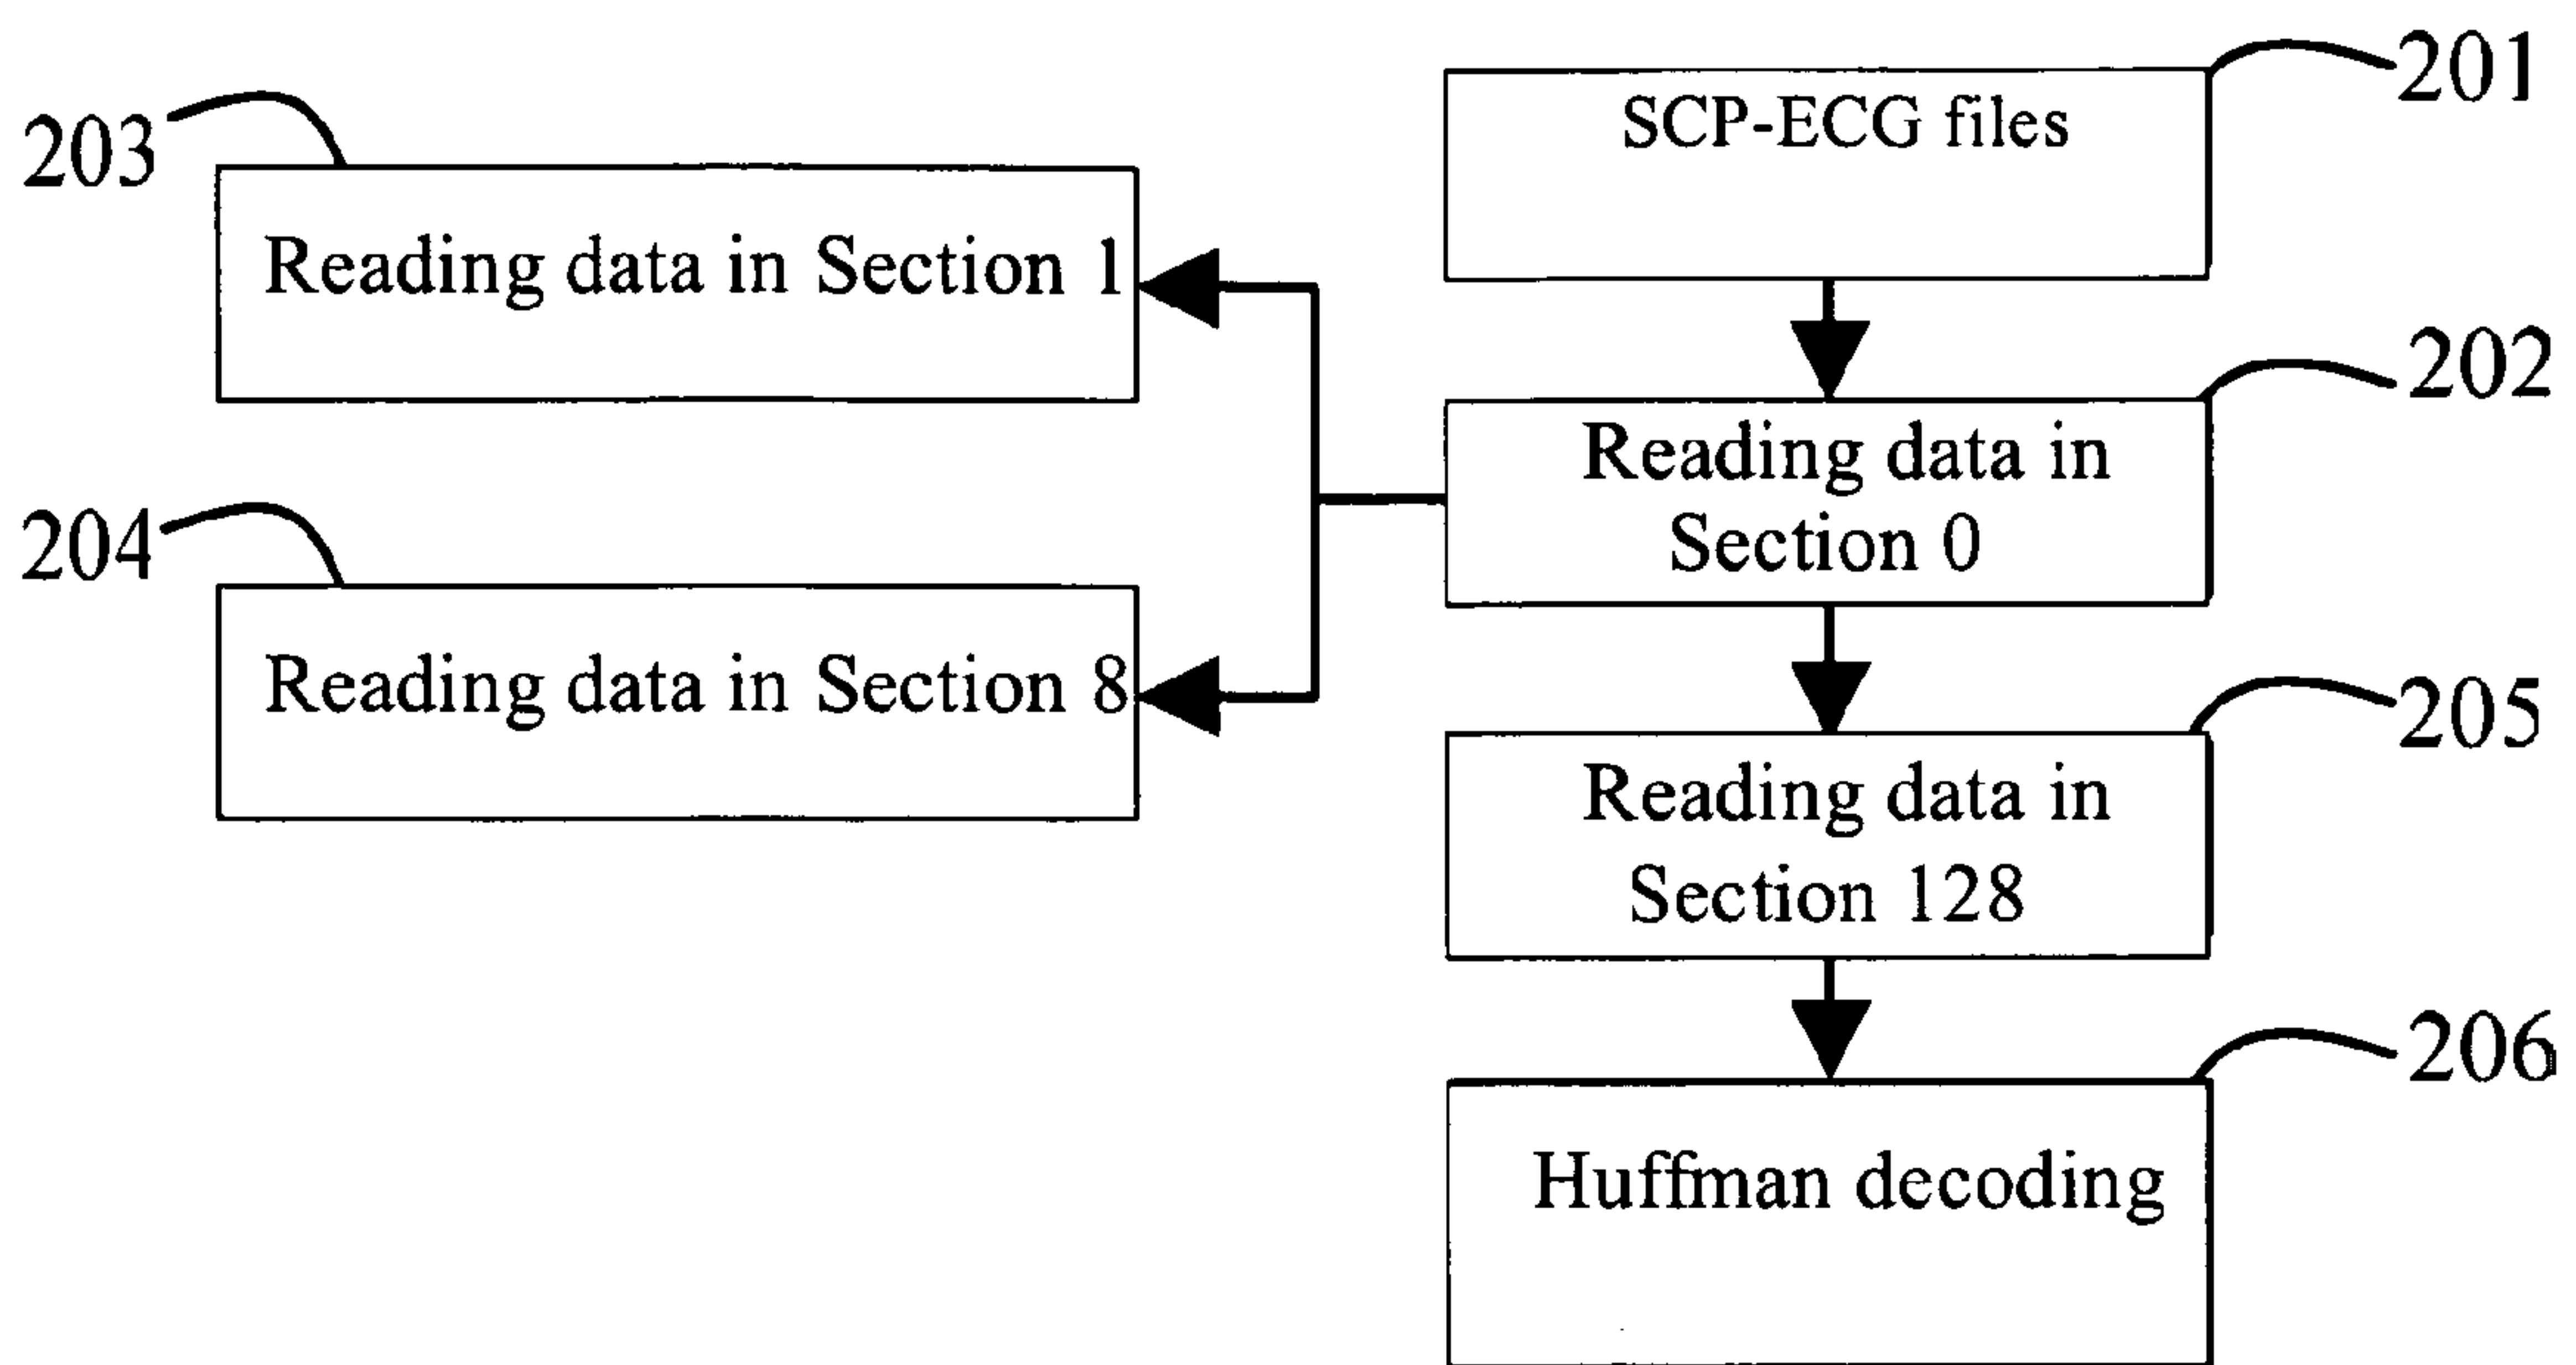 201
SCP-ECG files
203
Reading data in Section 1
202
Reading data in
Section 0
204
Reading data in Section 8
205
Reading data in
Section 128
206
Huffman decoding